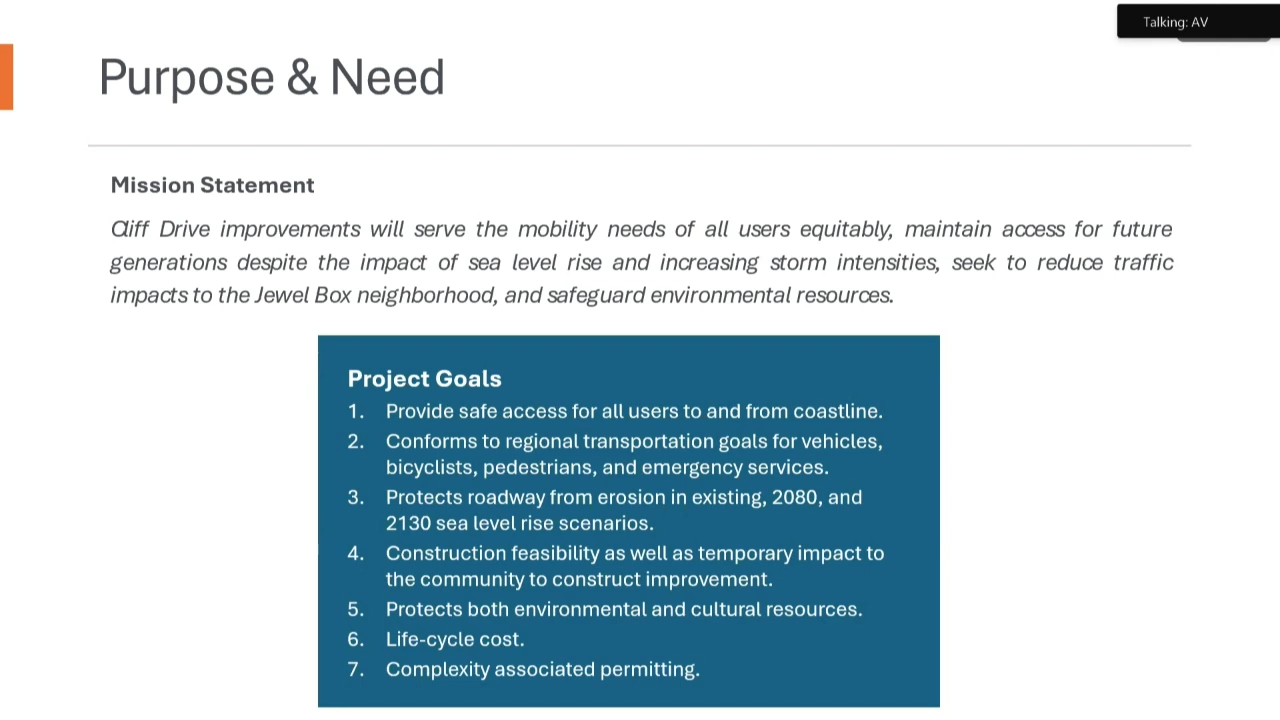 Talking: AV
Purpose & Need
Mission Statement
Cliff Drive improvements will serve the mobility needs of all users equitably, maintain access for future
generations despite the impact of sea level rise and increasing storm intensities, seek to reduce traffic
impacts to the Jewel Box neighborhood, and safeguard environmental resources.
Project Goals
1. Provide safe access for all users to and from coastline.
2. Conforms to regional transportation goals for vehicles,
bicyclists, pedestrians, and emergency services.
3. Protects roadway from erosion in existing, 2080, and
2130 sea level rise scenarios.
4. Construction feasibility as well as temporary impact to
the community to construct improvement.
5. Protects both environmental and cultural resources.
6. Life-cycle cost.
7. Complexity associated permitting.